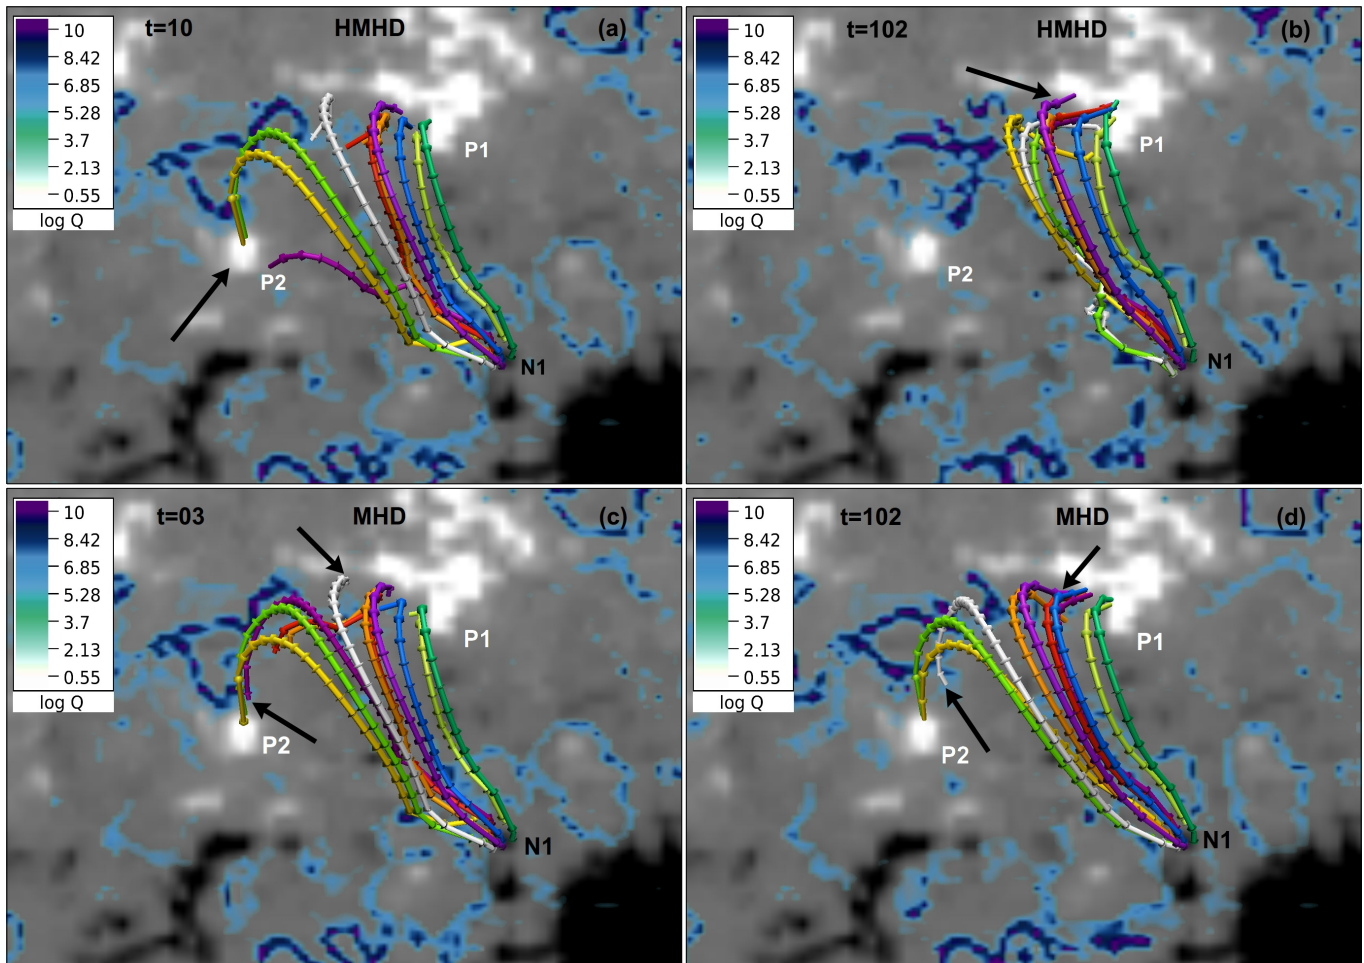 t=10 HMHD (a)
10
8.42
6.85
5.28
3.7
2.13
0.55
log Q
P1
P2
N1
t=102 HMHD (b)
10
8.42
6.85
5.28
3.7
2.13
0.55
log Q
P1
P2
N1
t=03 MHD (c)
10
8.42
6.85
5.28
3.7
2.13
0.55
log Q
P1
P2
N1
t=102 MHD (d)
10
8.42
6.85
5.28
3.7
2.13
0.55
log Q
P1
P2
N1